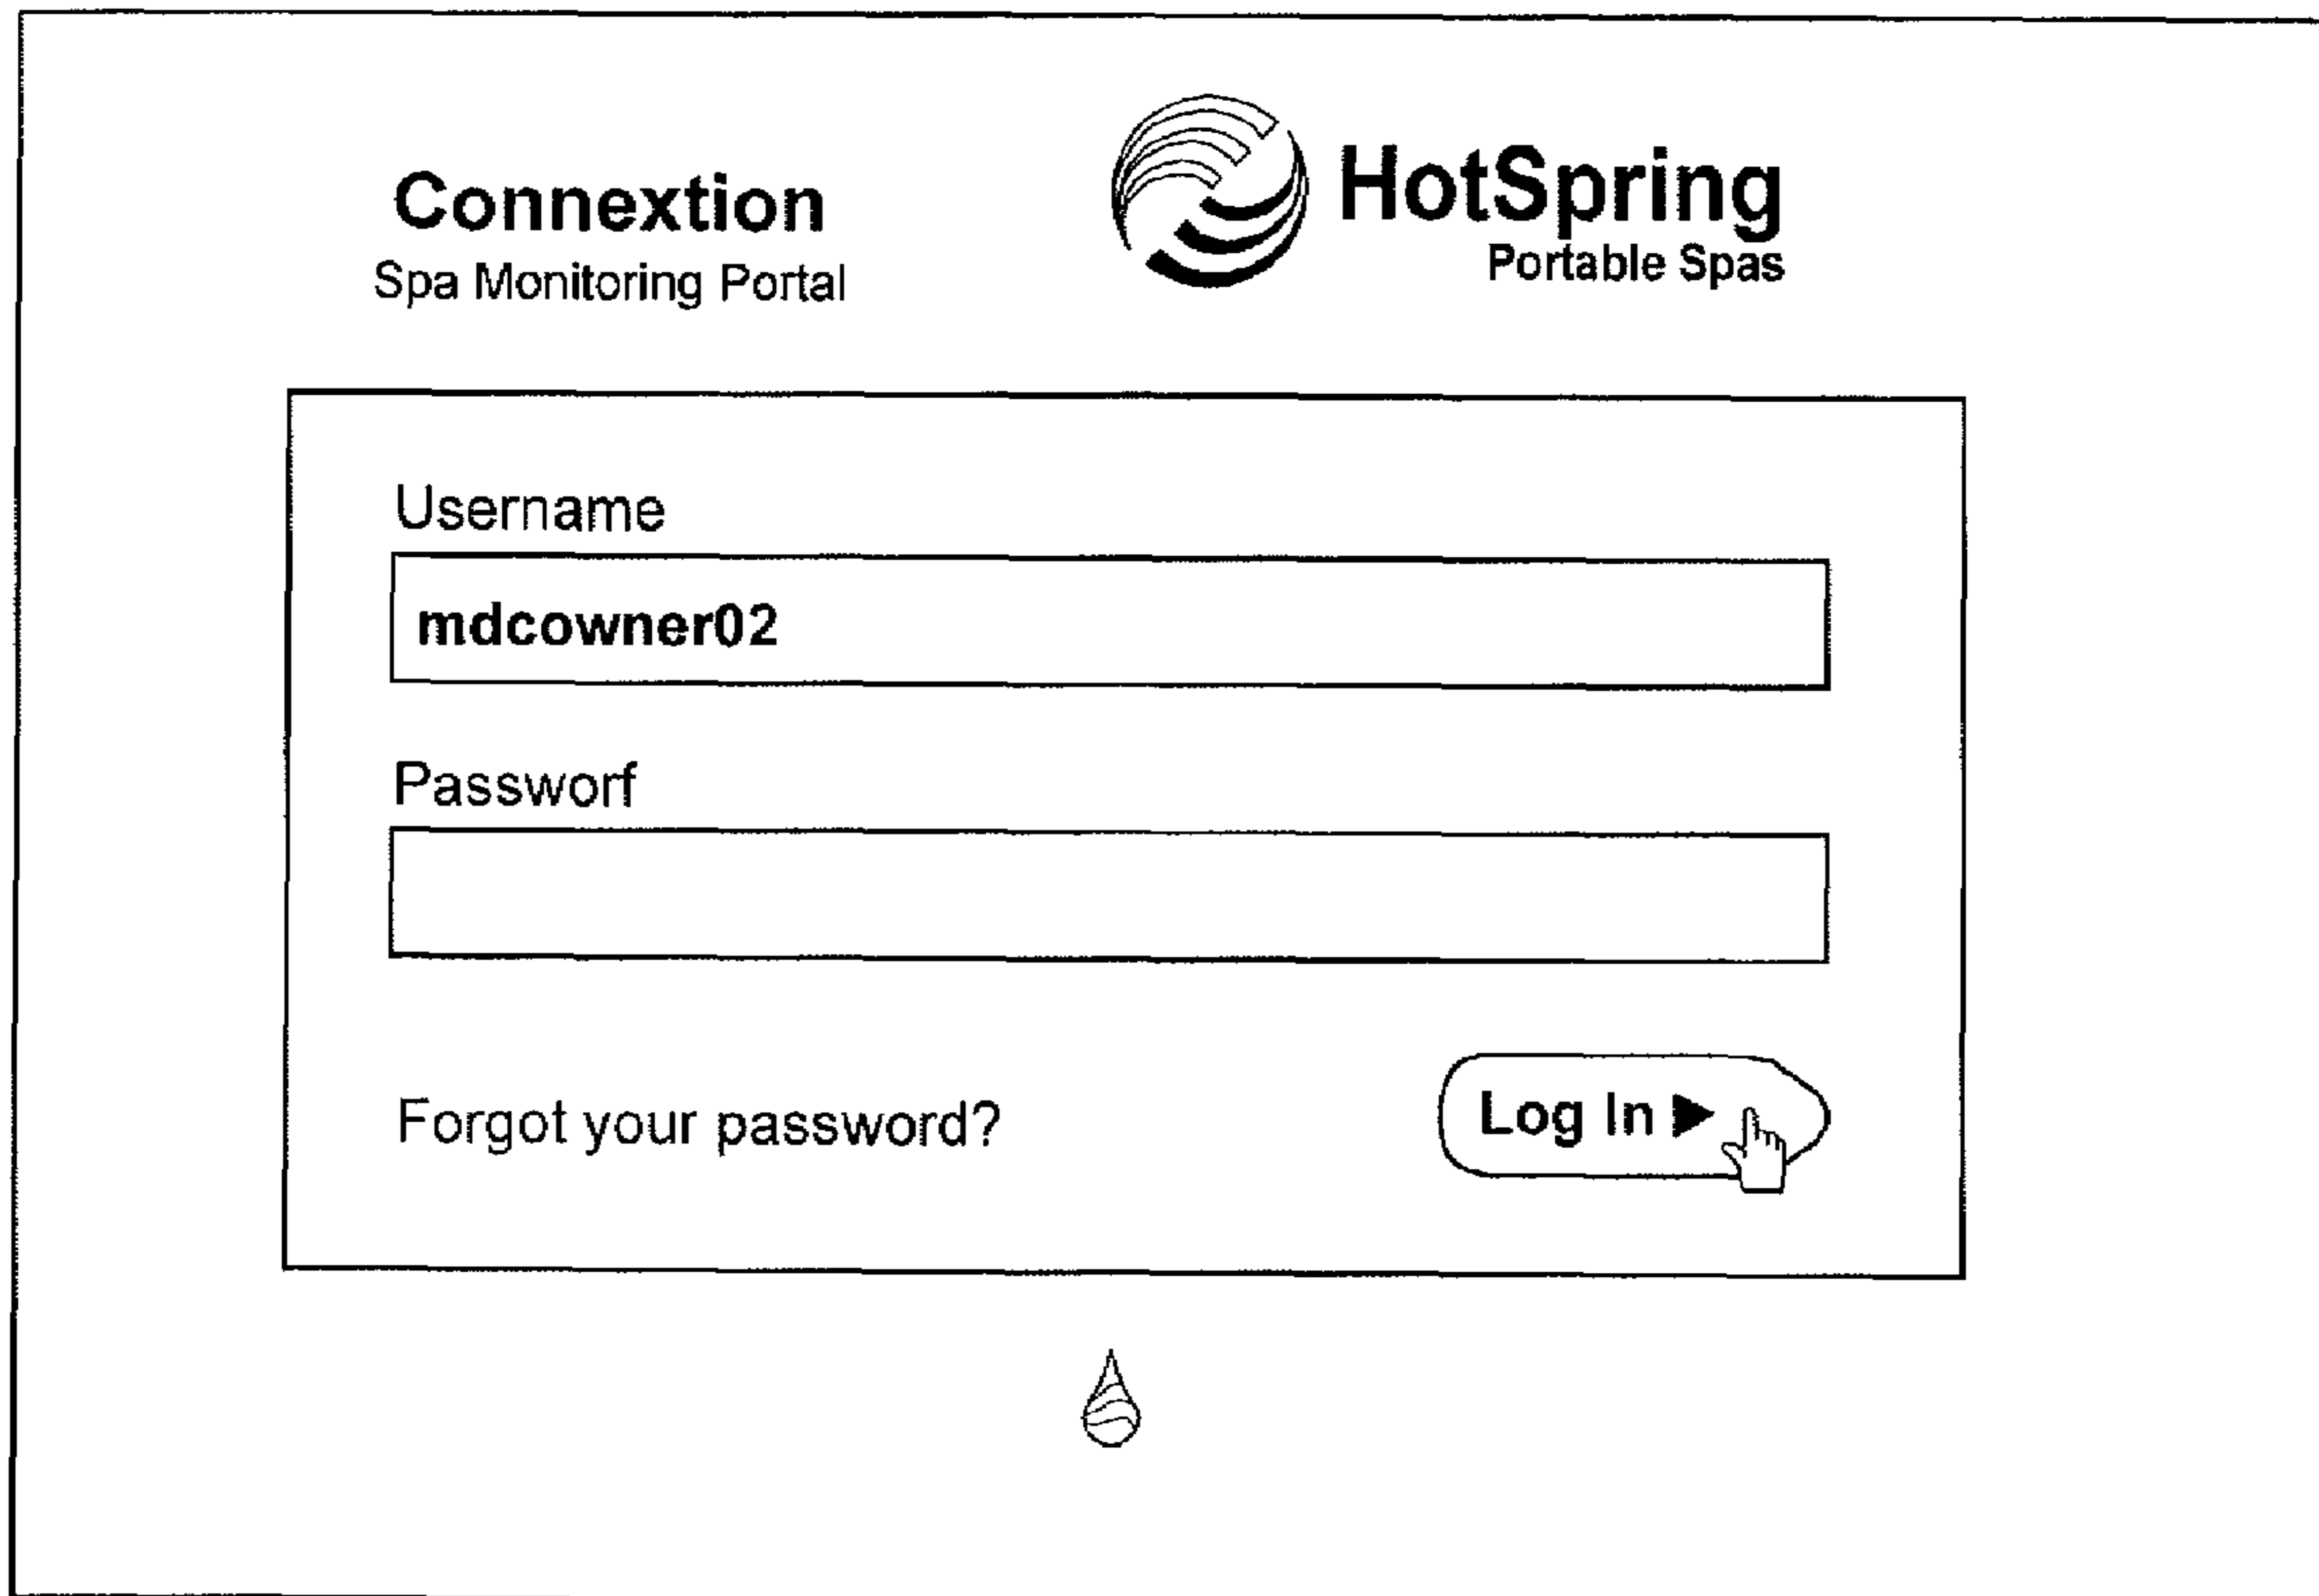 Connextion
Spa Monitoring Portal
HotSpring
Portable Spas
Username
mdcowner02
Passworf
Forgot your password?
Log In